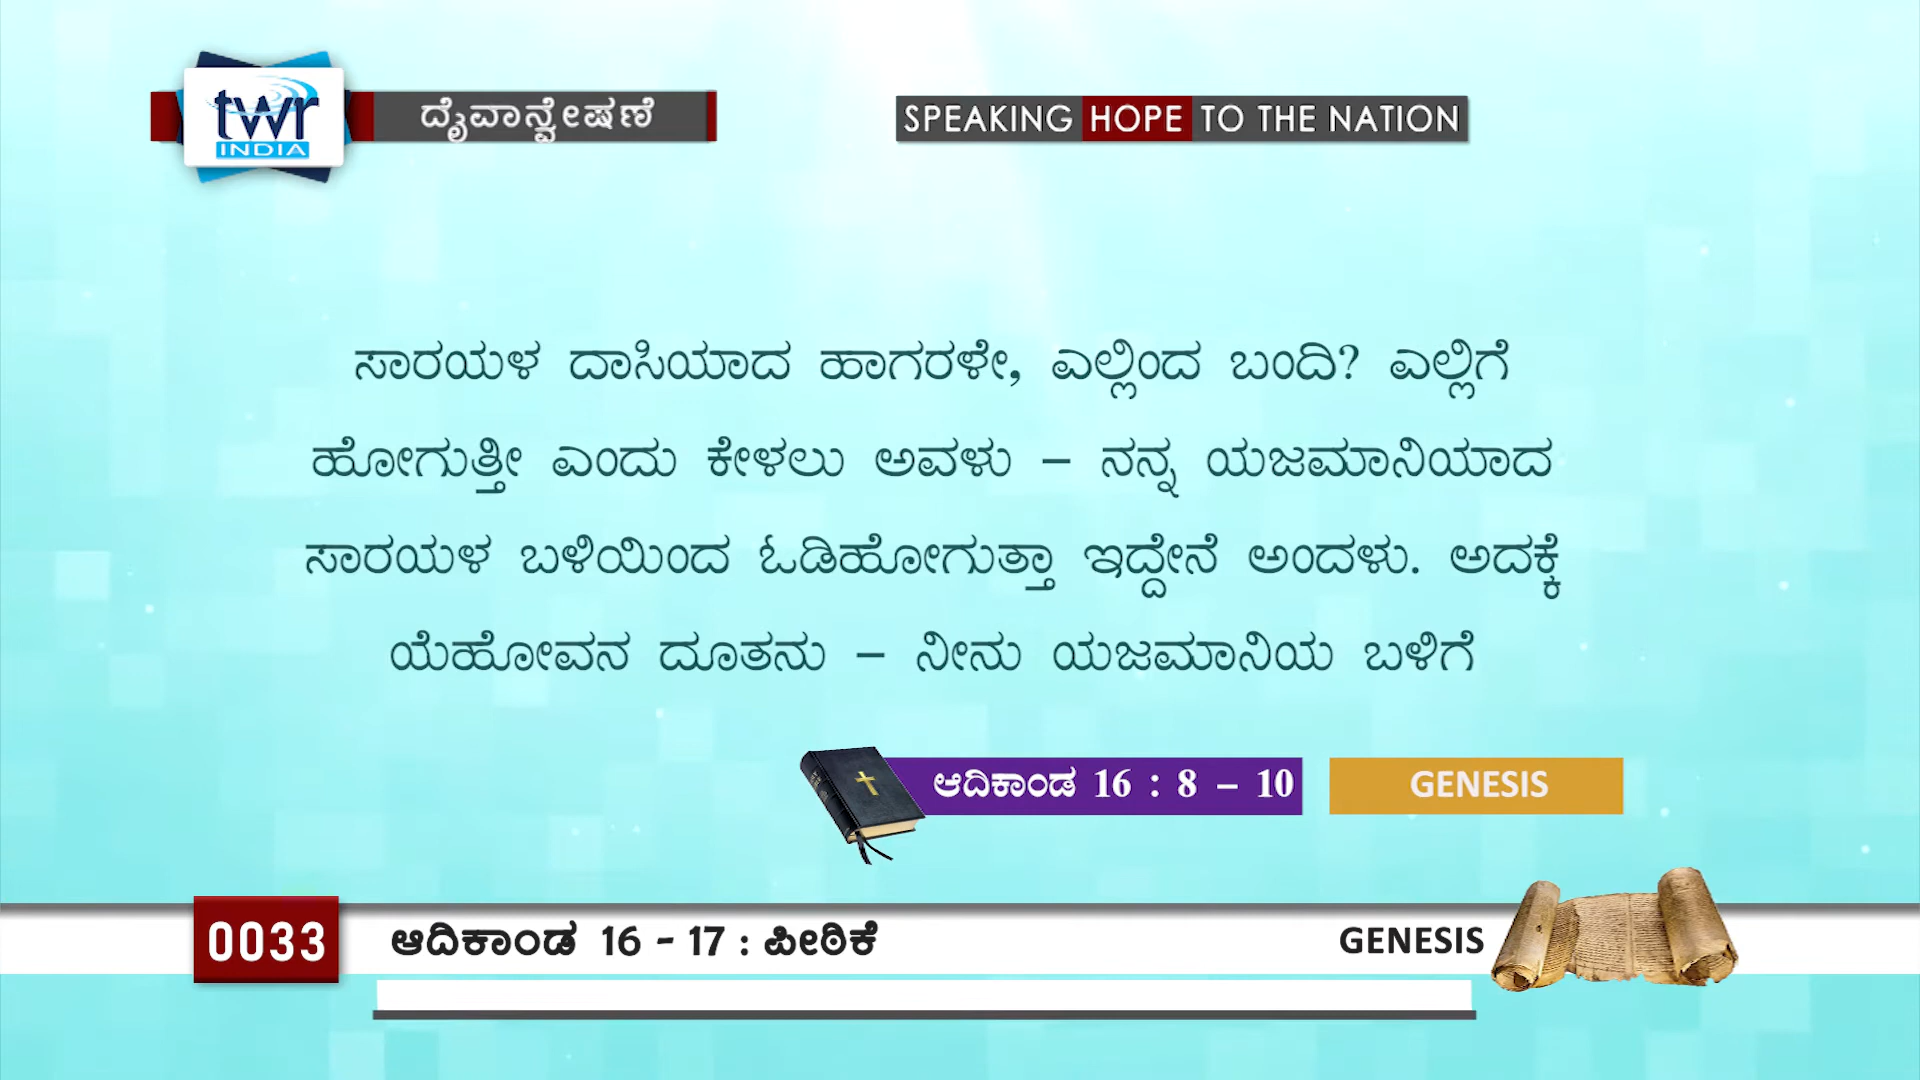 twr
INDIA
ದೈವಾನ್ವೇಷಣೆ
SPEAKING HOPE TO THE NATION
ಸಾರಯಳ ದಾಸಿಯಾದ ಹಾಗರಳೇ, ಎಲ್ಲಿಂದ ಬಂದಿ? ಎಲ್ಲಿಗೆ
ಹೋಗುತ್ತೀ ಎಂದು ಕೇಳಲು ಅವಳು – ನನ್ನ ಯಜಮಾನಿಯಾದ
ಸಾರಯಳ ಬಳಿಯಿಂದ ಓಡಿಹೋಗುತ್ತಾ ಇದ್ದೇನೆ ಅಂದಳು. ಅದಕ್ಕೆ
ಯೆಹೋವನ ದೂತನು – ನೀನು ಯಜಮಾನಿಯ ಬಳಿಗೆ
ಆದಿಕಾಂಡ 16 : 8 – 10
GENESIS
0033
ಆದಿಕಾಂಡ 16 - 17 : ಪೀಠಿಕೆ
GENESIS